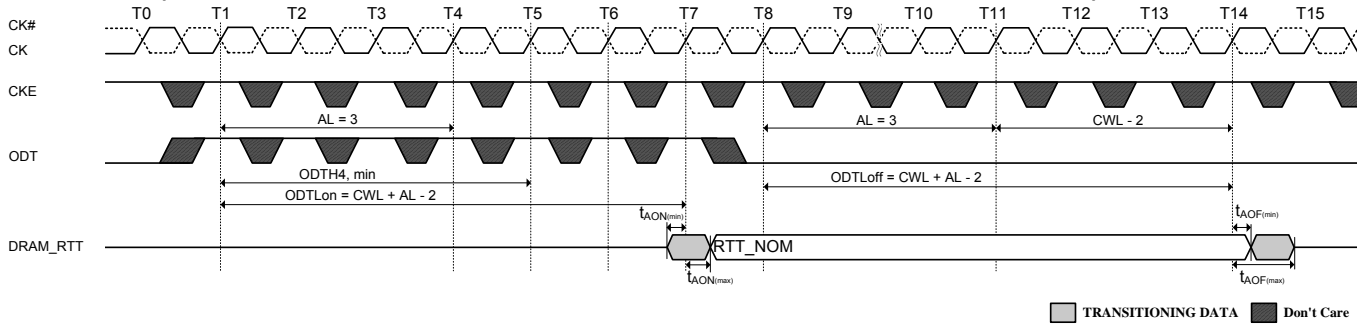 T0 T1 T2 T3 T4 T5 T6 T7 T8 T9 T10 T11 T12 T13 T14 T15
CK#
CK
CKE
AL = 3 AL = 3 CWL - 2
ODT
ODTH4, min
ODTLoff = CWL + AL - 2
ODTLon = CWL + AL - 2
tAON(min) tAOF(min)
DRAM_RTT RTT_NOM
tAON(max) tAOF(max)
TRANSITIONING DATA Don't Care